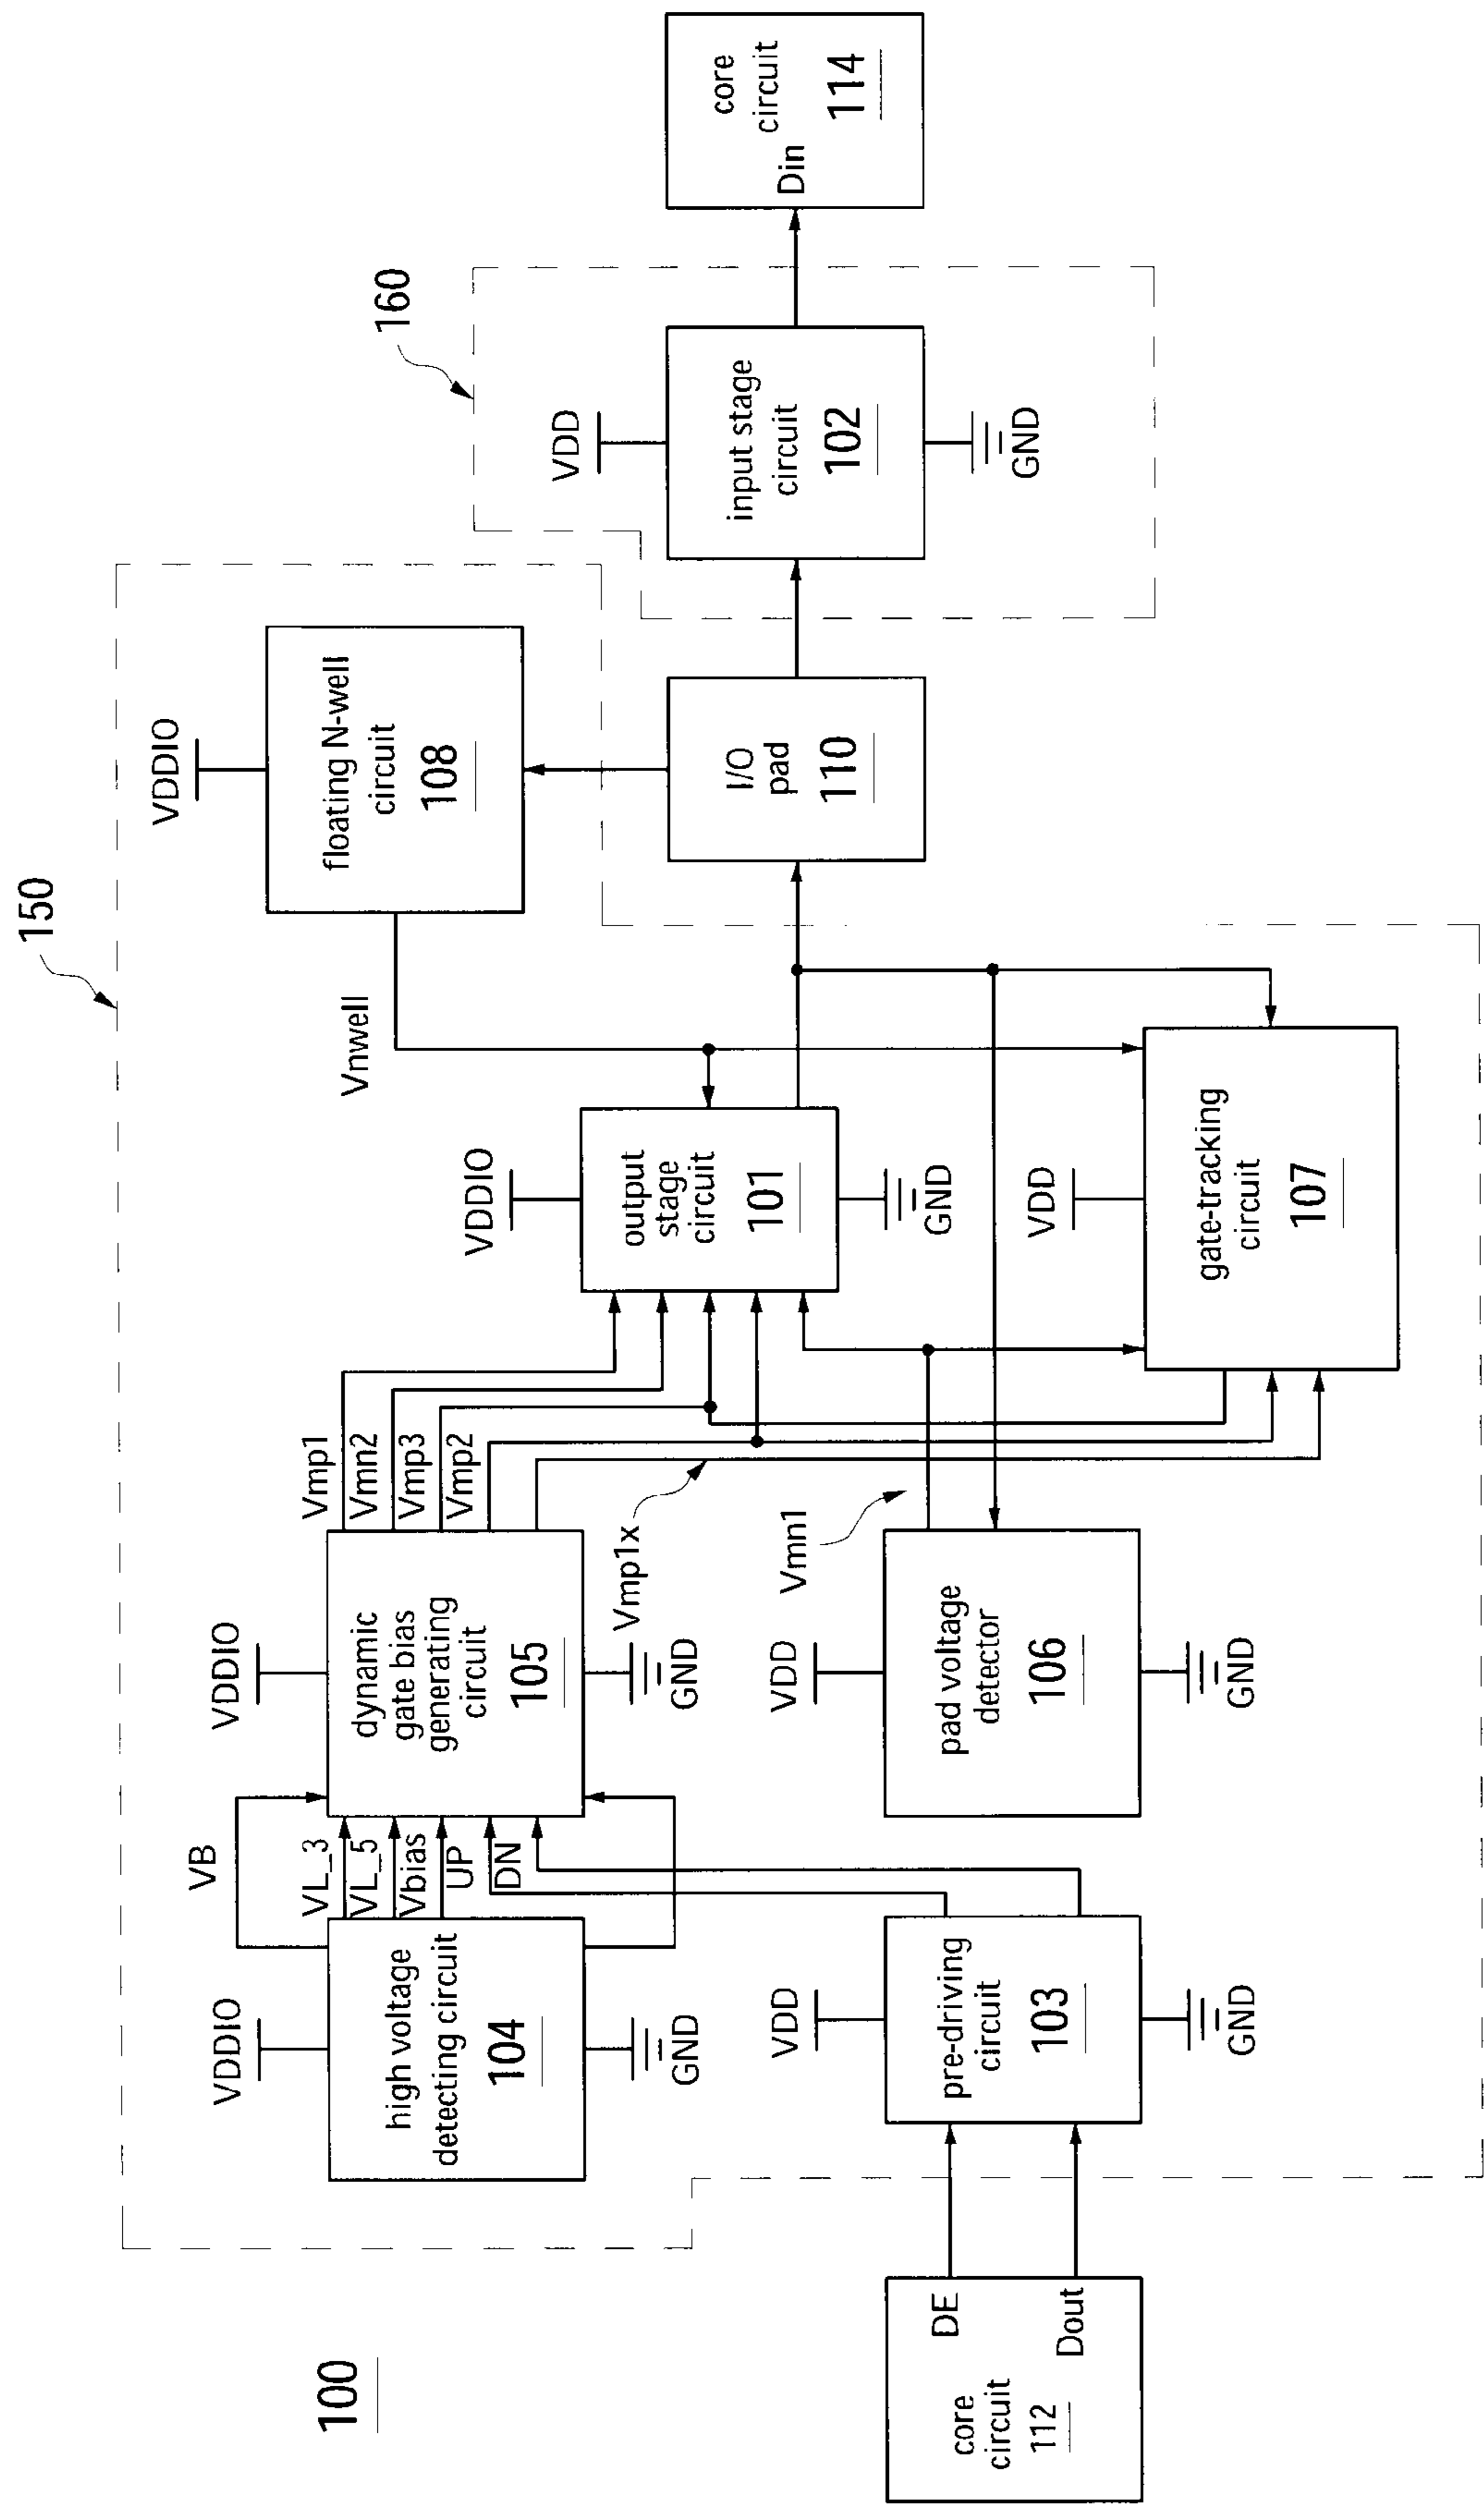 100
150
160
VDDIO
high voltage
detecting circuit
104
GND
VB
VL_3
VL_5
Vbias
UP
DN
VDDIO
dynamic
gate bias
generating
circuit
105
GND
Vmp1
Vmn2
Vmp3
Vmp2
Vmp1x
Vmn1
VDDIO
output
stage
circuit
101
GND
Vnwell
VDDIO
floating N-well
circuit
108
I/O
pad
110
VDD
input stage
circuit
102
GND
core
circuit
Din
114
core
circuit
112
DE
Dout
VDD
pre-driving
circuit
103
GND
VDD
pad voltage
detector
106
GND
VDD
gate-tracking
circuit
107